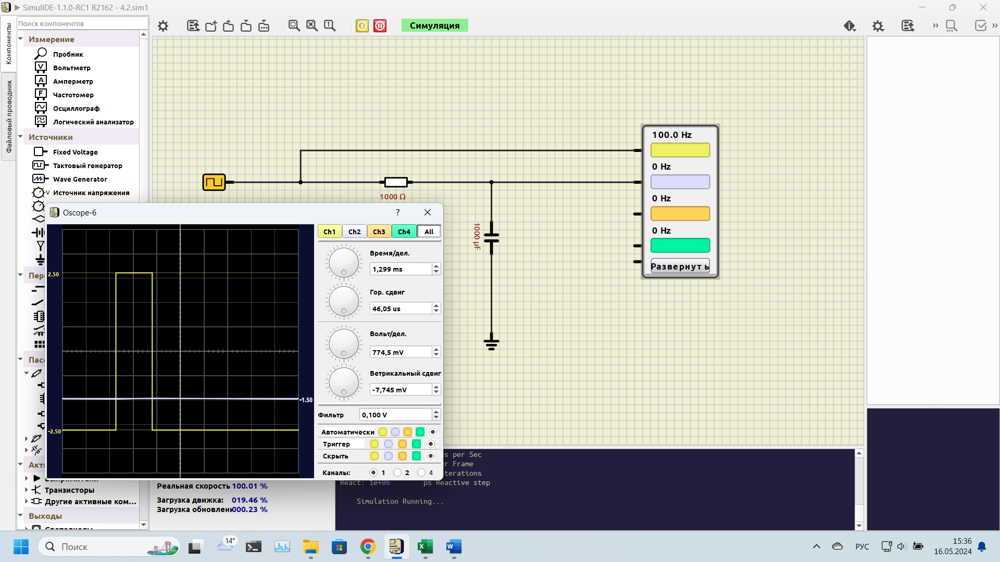 SimulIDE-1.1.0-RC1 R2162 - 4.2.sim1
Компоненты
Файловый проводник
Поиск компонентов
Симуляция
Измерение
Пробник
Вольтметр
Амперметр
Частотомер
Осциллограф
Логический анализатор
Источники
Fixed Voltage
Тактовый генератор
Wave Generator
Источник напряжения
Пер
Пасс
Акти
Транзисторы
Другие активные ком...
Выходы
100.0 Hz
0 Hz
0 Hz
0 Hz
Развернуть
1000 Ω
1000 µF
Oscope-6
?
2.50
-2.50
-1.50
Ch1
Ch2
Ch3
Ch4
All
Время/дел.
1,299 ms
Гор. сдвиг
46,05 us
Вольт/дел.
774,5 mV
Ветрикальный сдвиг
-7,745 mV
Фильтр
0,100 V
Автоматически
Триггер
Скрыть
Каналы:
1
2
4
Реальная скорость 100.01 %
Загрузка движка: 019.46 %
Загрузка обновлени 000.23 %
s per Sec
r Frame
terations
React: 1e+06 ps Reactive step
Simulation Running...
Поиск
14°
РУС
15:36
16.05.2024